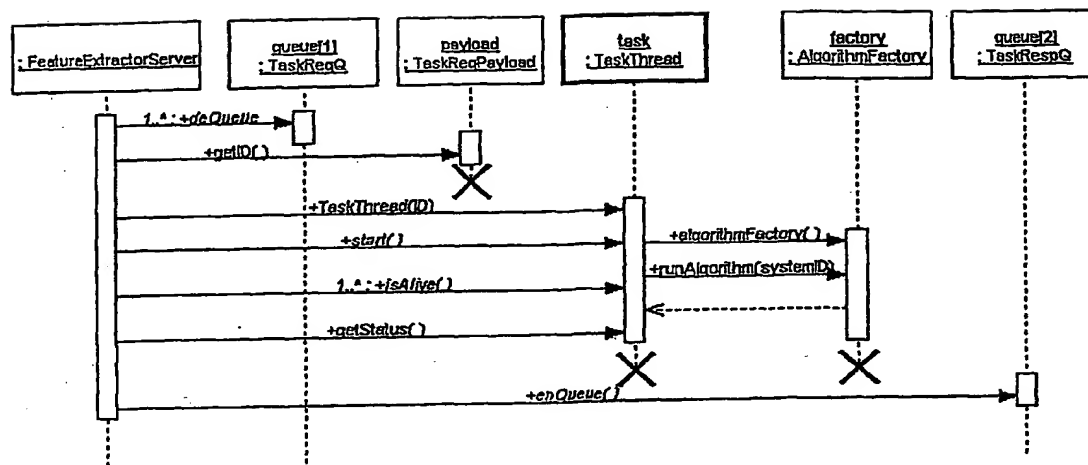 : FeatureExtractorServer
queue[1]
: TaskReqQ
payload
: TaskReqPayload
task
: TaskThread
factory
: AlgorithmFactory
queue[2]
: TaskRespQ
1..* : +deQueue
+getID( )
+TaskThread(ID)
+start( )
+algorithmFactory( )
+runAlgorithm(systemID)
1..* : +isAlive( )
+getStatus( )
+enQueue( )